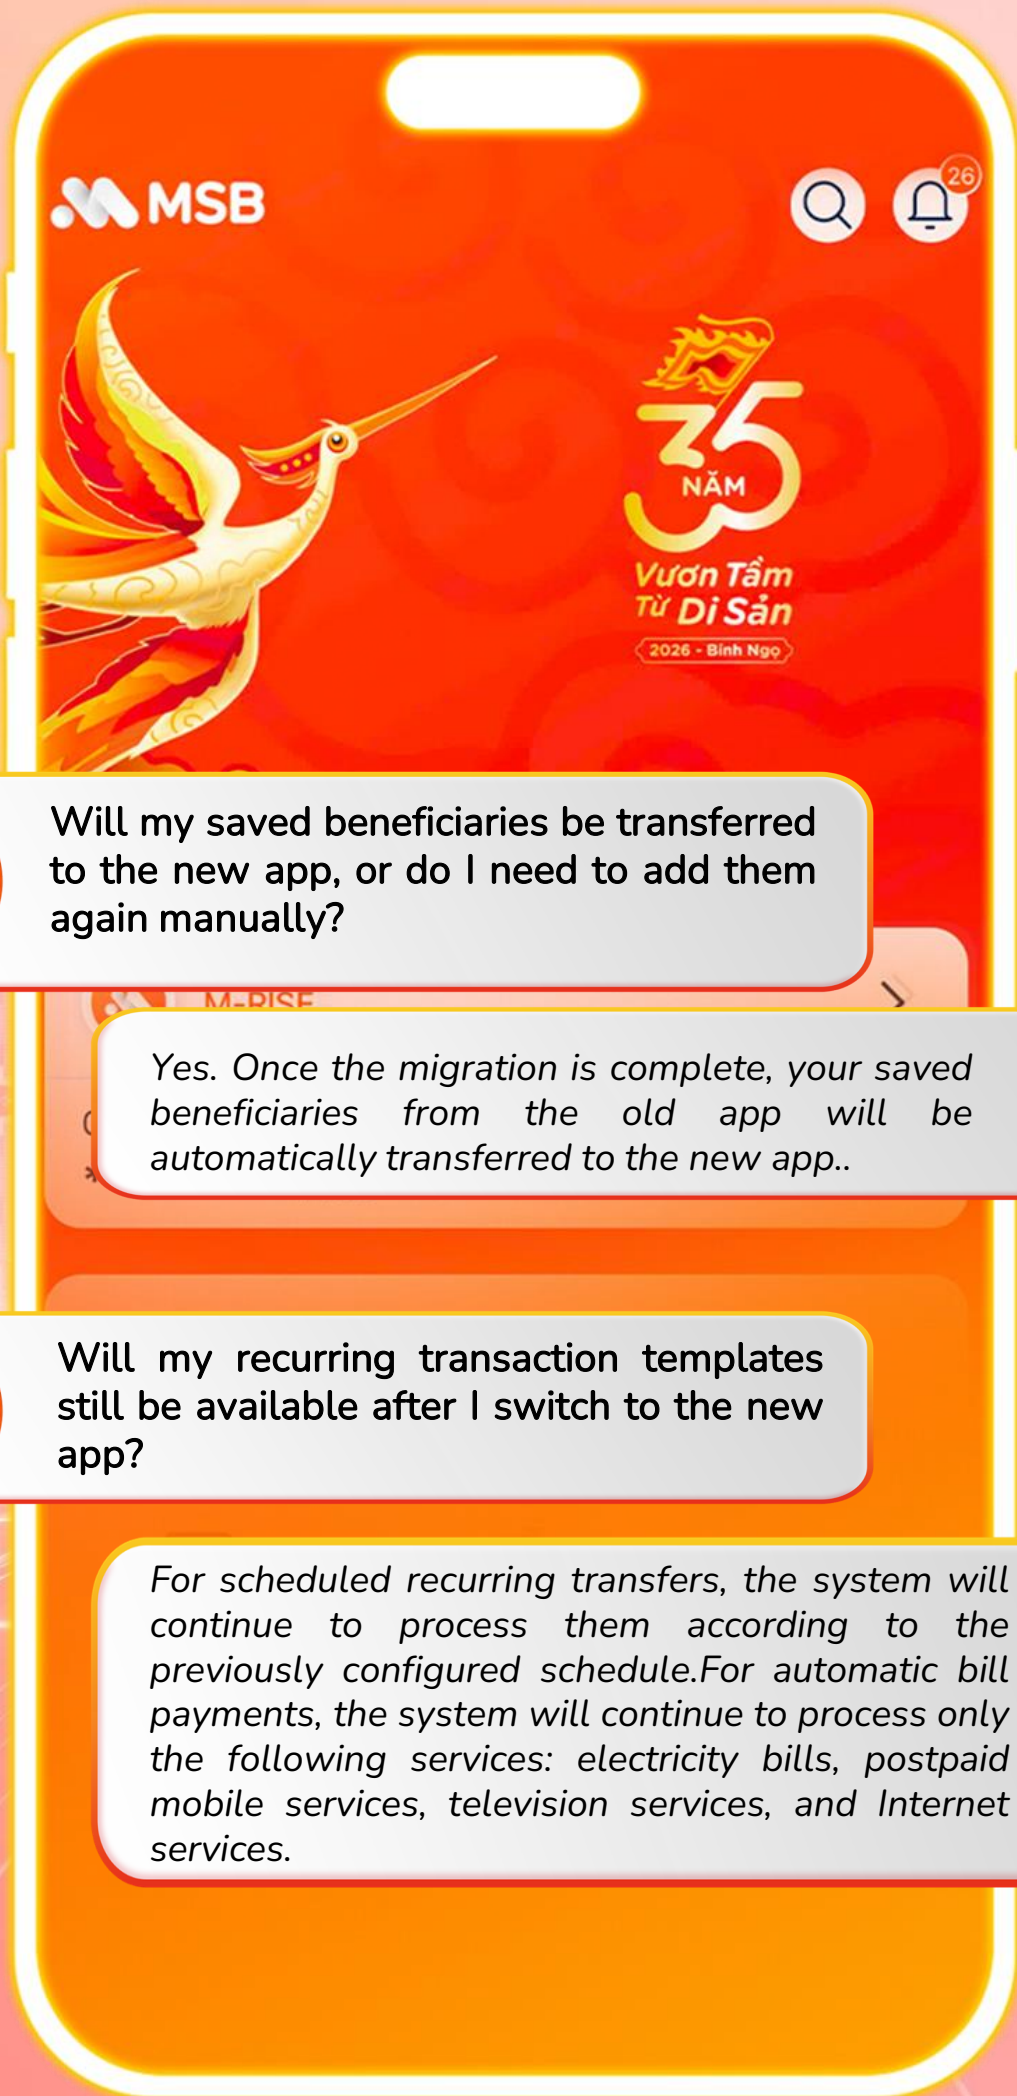 MSB
26
35
NĂM
Vươn Tầm
Từ Di Sản
2026 - Bính Ngọ
Will my saved beneficiaries be transferred
to the new app, or do I need to add them
again manually?
M-RISE
Yes. Once the migration is complete, your saved
beneficiaries from the old app will be
automatically transferred to the new app..
Will my recurring transaction templates
still be available after I switch to the new
app?
For scheduled recurring transfers, the system will
continue to process them according to the
previously configured schedule.For automatic bill
payments, the system will continue to process only
the following services: electricity bills, postpaid
mobile services, television services, and Internet
services.